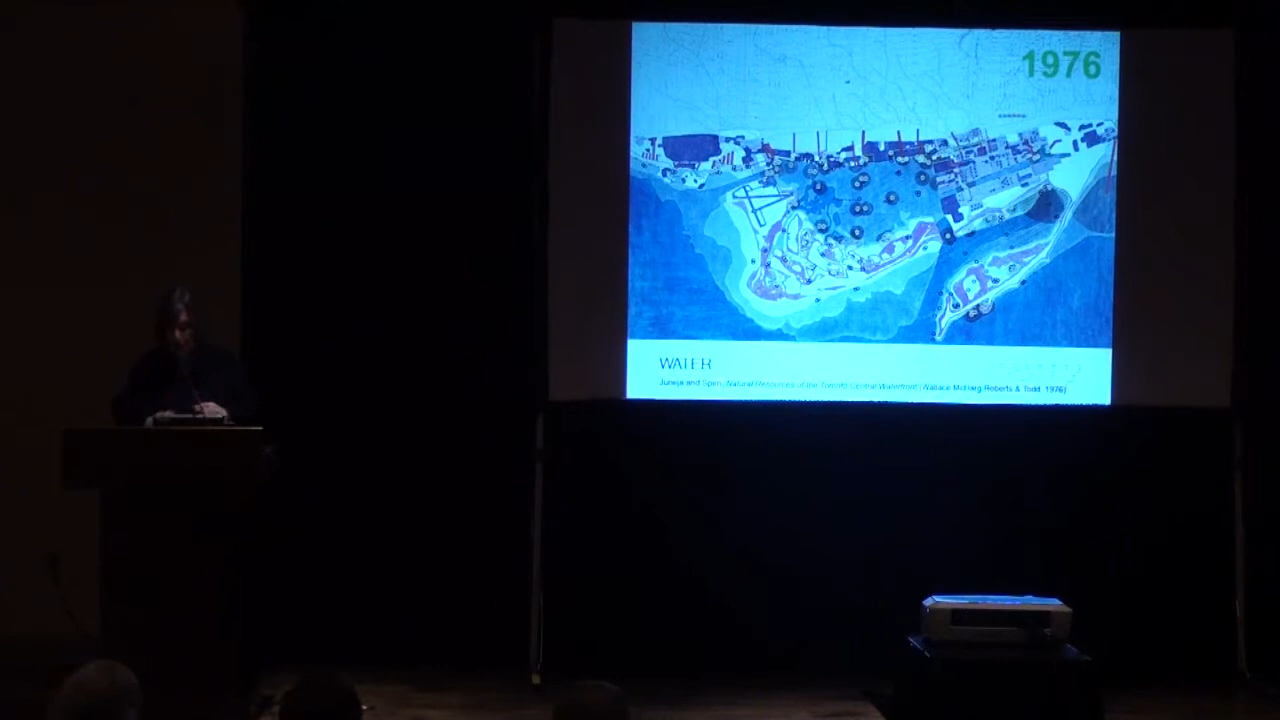 1976
WATER
Juneja and Spirn, Natural Resources of the Toronto Central Waterfront (Wallace McHarg Roberts & Todd, 1976)